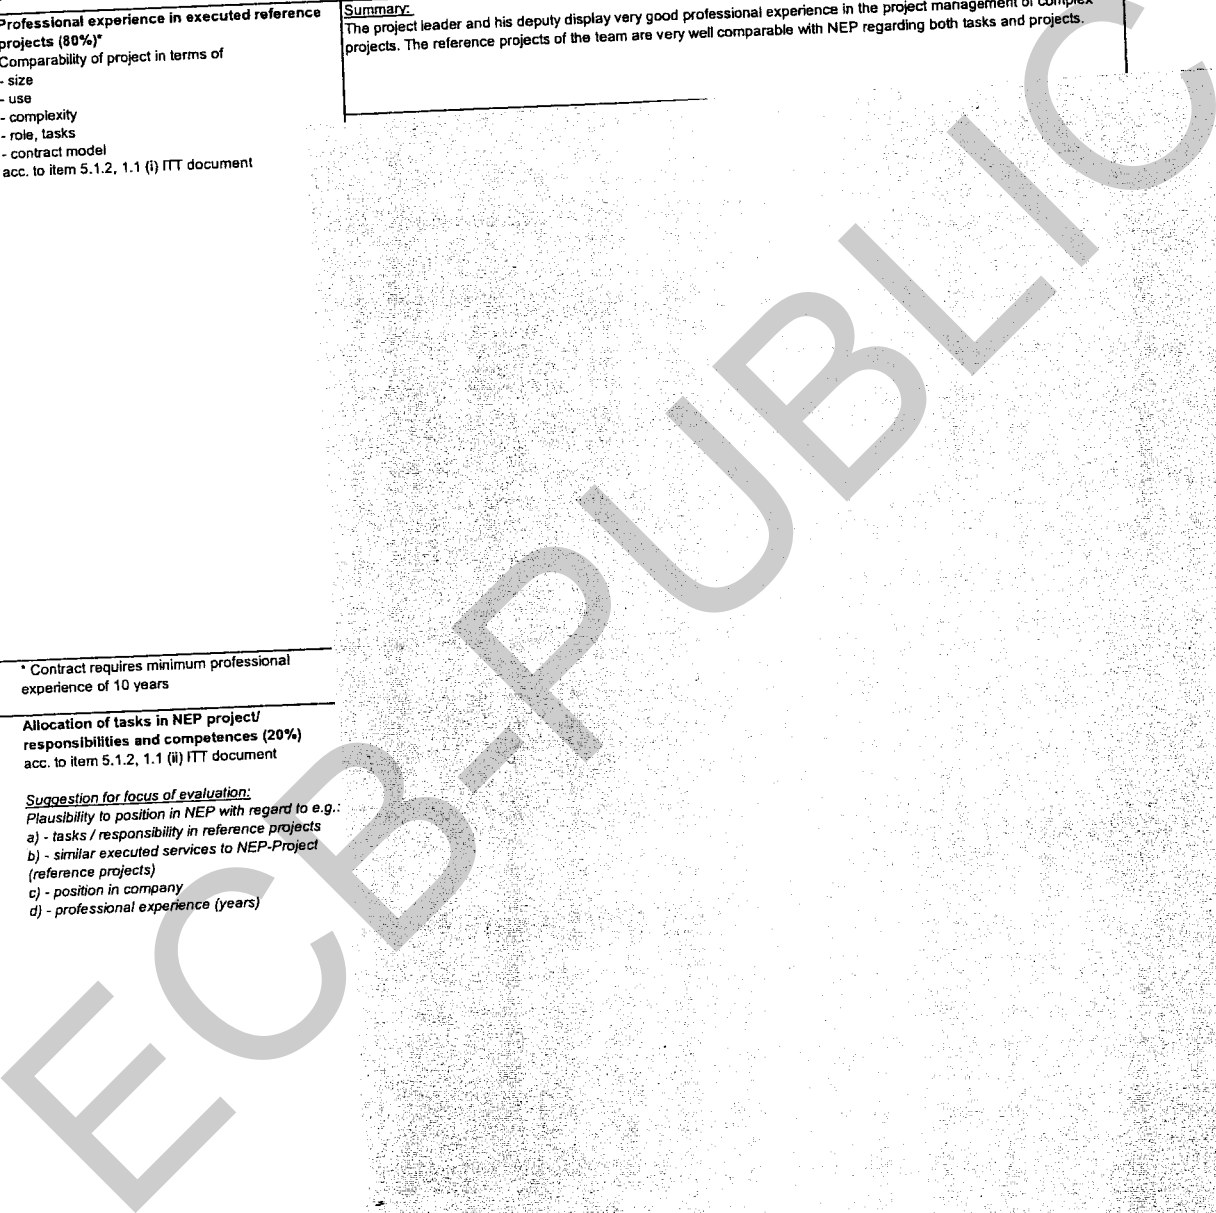 Professional experience in executed reference
projects (80%)*
Comparability of project in terms of
- size
- use
- complexity
- role, tasks
- contract model
acc. to item 5.1.2, 1.1 (i) ITT document
Summary:
The project leader and his deputy display very good professional experience in the project management of complex
projects. The reference projects of the team are very well comparable with NEP regarding both tasks and projects.
* Contract requires minimum professional
experience of 10 years
Allocation of tasks in NEP project/
responsibilities and competences (20%)
acc. to item 5.1.2, 1.1 (ii) ITT document
Suggestion for focus of evaluation:
Plausibility to position in NEP with regard to e.g.:
a) - tasks / responsibility in reference projects
b) - similar executed services to NEP-Project
(reference projects)
c) - position in company
d) - professional experience (years)
ECB-PUBLIC